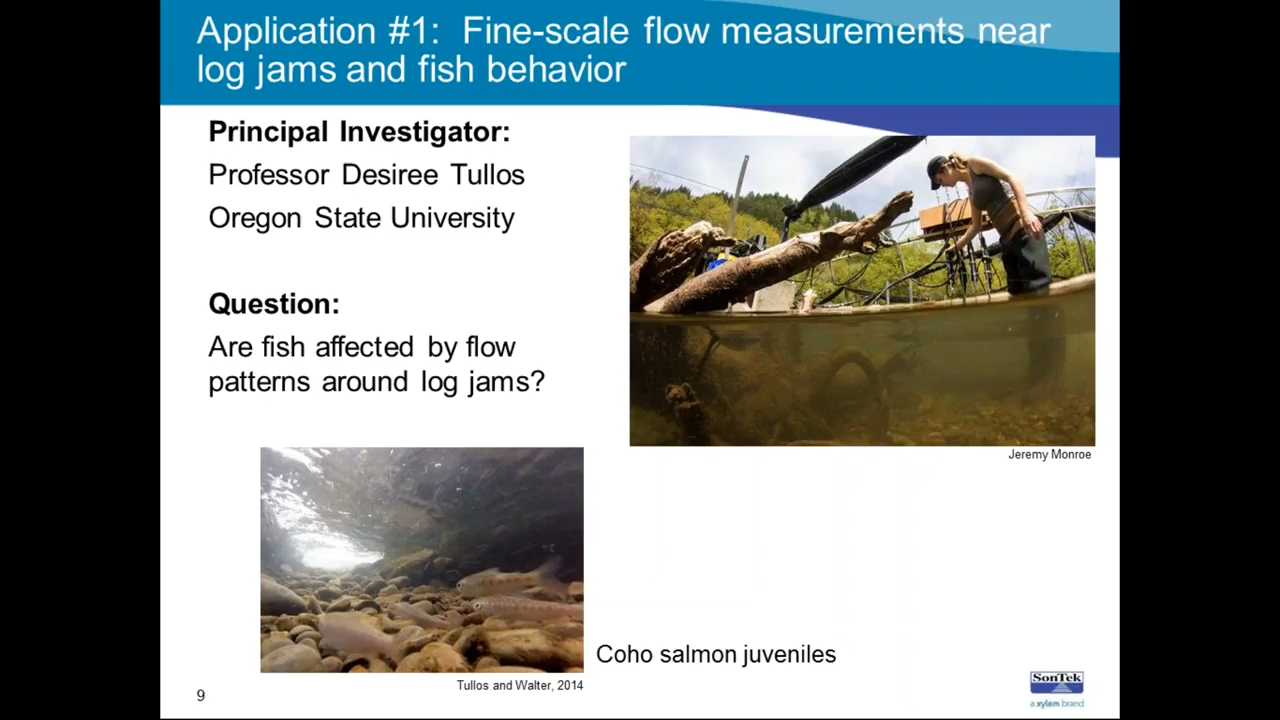 Application #1: Fine-scale flow measurements near
log jams and fish behavior
Principal Investigator:
Professor Desiree Tullos
Oregon State University
Question:
Are fish affected by flow
patterns around log jams?
Jeremy Monroe
Coho salmon juveniles
Tullos and Walter, 2014
9
SonTek
a xylem brand